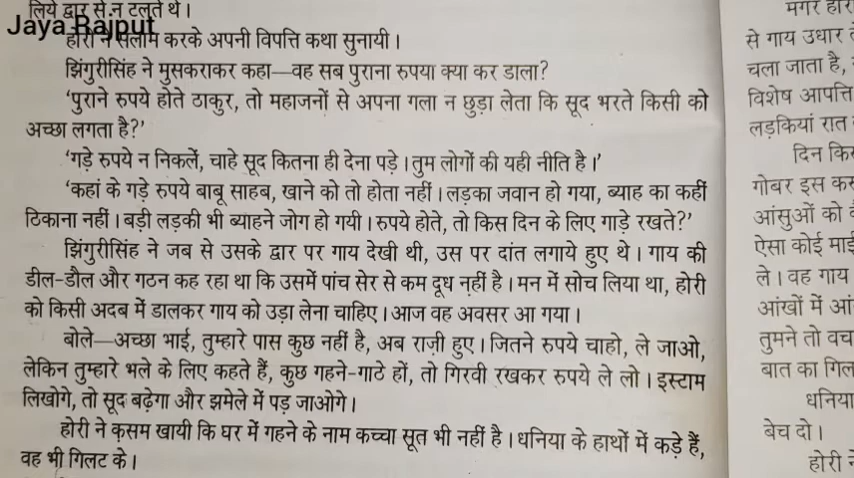 लिये द्वार से न टलते थे।
Jaya Rajput
होरी ने सलाम करके अपनी विपत्ति कथा सुनायी।
झिंगुरीसिंह ने मुसकराकर कहा—वह सब पुराना रुपया क्या कर डाला?
‘पुराने रुपये होते ठाकुर, तो महाजनों से अपना गला न छुड़ा लेता कि सूद भरते किसी को
अच्छा लगता है?’
‘गड़े रुपये न निकलें, चाहे सूद कितना ही देना पड़े। तुम लोगों की यही नीति है।’
‘कहां के गड़े रुपये बाबू साहब, खाने को तो होता नहीं। लड़का जवान हो गया, ब्याह का कहीं
ठिकाना नहीं। बड़ी लड़की भी ब्याहने जोग हो गयी। रुपये होते, तो किस दिन के लिए गाड़े रखते?’
झिंगुरीसिंह ने जब से उसके द्वार पर गाय देखी थी, उस पर दांत लगाये हुए थे। गाय की
डील-डौल और गठन कह रहा था कि उसमें पांच सेर से कम दूध नहीं है। मन में सोच लिया था, होरी
को किसी अदब में डालकर गाय को उड़ा लेना चाहिए। आज वह अवसर आ गया।
बोले—अच्छा भाई, तुम्हारे पास कुछ नहीं है, अब राज़ी हुए। जितने रुपये चाहो, ले जाओ,
लेकिन तुम्हारे भले के लिए कहते हैं, कुछ गहने-गाठे हों, तो गिरवी रखकर रुपये ले लो। इस्टाम
लिखोगे, तो सूद बढ़ेगा और झमेले में पड़ जाओगे।
होरी ने क़सम खायी कि घर में गहने के नाम कच्चा सूत भी नहीं है। धनिया के हाथों में कड़े हैं,
वह भी गिलट के।
मगर
से गाय उधार
चला जाता है,
विशेष आपत्ति
लड़कियां रात
दिन
गोबर इस
आंसुओं को
ऐसा कोई
ले। वह गाय
आंखों में
तुमने तो
बात का
धनिया
बेच दो।
होरी